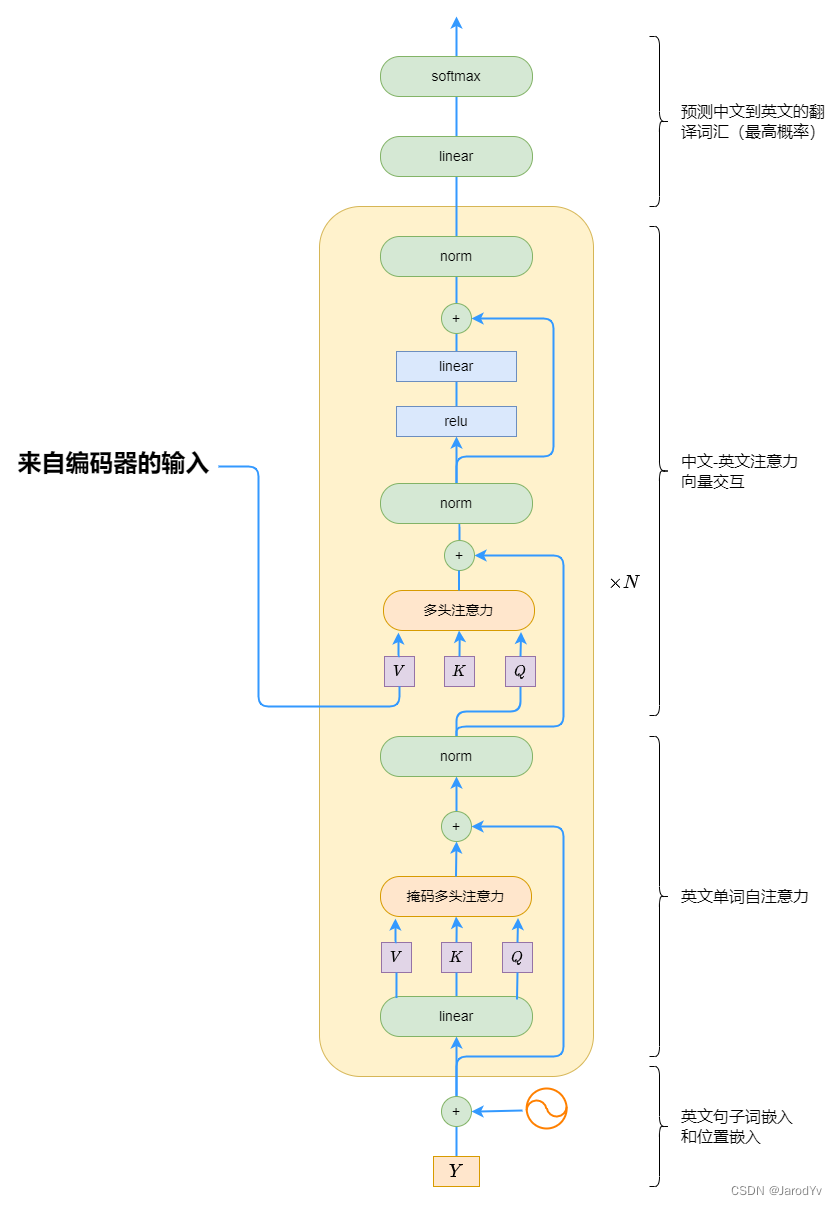 softmax
预测中文到英文的翻
译词汇（最高概率）
linear
norm
+
linear
relu
来自编码器的输入
中文-英文注意力
向量交互
norm
+
×N
多头注意力
V
K
Q
norm
+
掩码多头注意力
英文单词自注意力
V
K
Q
linear
+
英文句子词嵌入
和位置嵌入
Y
CSDN @JarodYv